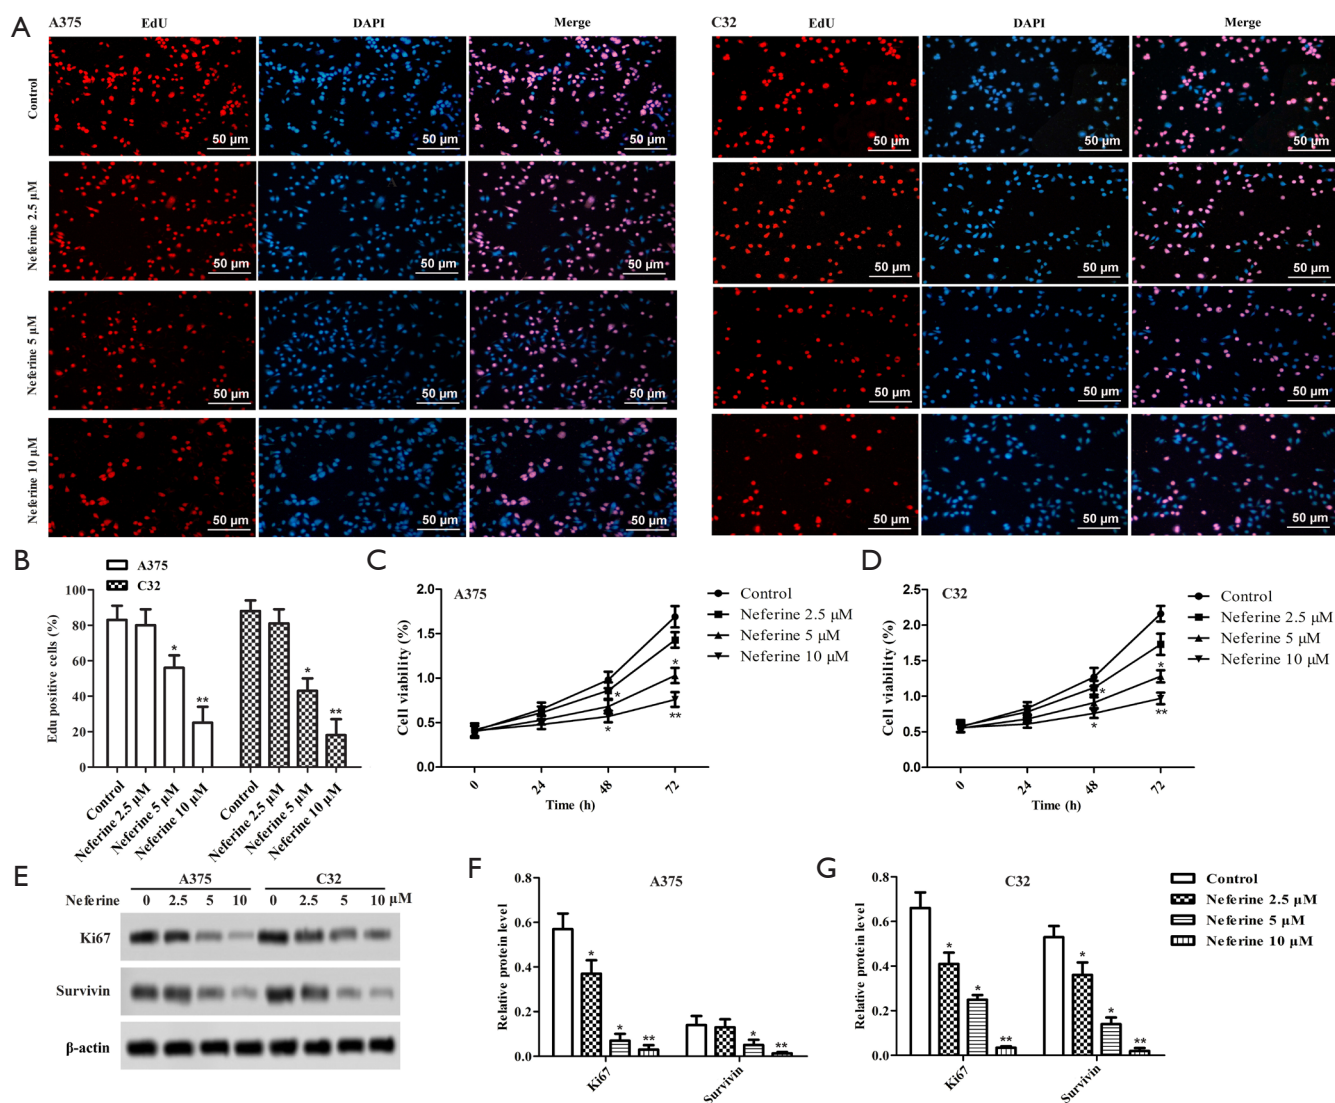 A
A375
EdU
DAPI
Merge
C32
EdU
DAPI
Merge
Control
50 µm
50 µm
50 µm
50 µm
50 µm
50 µm
Neferine 2.5 µM
50 µm
50 µm
50 µm
50 µm
50 µm
50 µm
Neferine 5 µM
50 µm
50 µm
50 µm
50 µm
50 µm
50 µm
Neferine 10 µM
50 µm
50 µm
50 µm
50 µm
50 µm
50 µm
B
A375
C32
Edu positive cells (%)
100
80
60
40
20
0
*
**
*
**
Control
Neferine 2.5 µM
Neferine 5 µM
Neferine 10 µM
Control
Neferine 2.5 µM
Neferine 5 µM
Neferine 10 µM
C
A375
Cell viability (%)
2.0
1.5
1.0
0.5
0.0
*
*
*
**
0
24
48
72
Time (h)
Control
Neferine 2.5 µM
Neferine 5 µM
Neferine 10 µM
D
C32
Cell viability (%)
2.5
2.0
1.5
1.0
0.5
0.0
*
*
*
**
0
24
48
72
Time (h)
Control
Neferine 2.5 µM
Neferine 5 µM
Neferine 10 µM
E
A375
C32
Neferine 0 2.5 5 10 0 2.5 5 10 µM
Ki67
Survivin
β-actin
F
A375
Relative protein level
0.8
0.6
0.4
0.2
0.0
*
*
**
*
**
Ki67
Survivin
G
C32
Relative protein level
0.8
0.6
0.4
0.2
0.0
*
*
**
*
*
**
Ki67
Survivin
Control
Neferine 2.5 µM
Neferine 5 µM
Neferine 10 µM